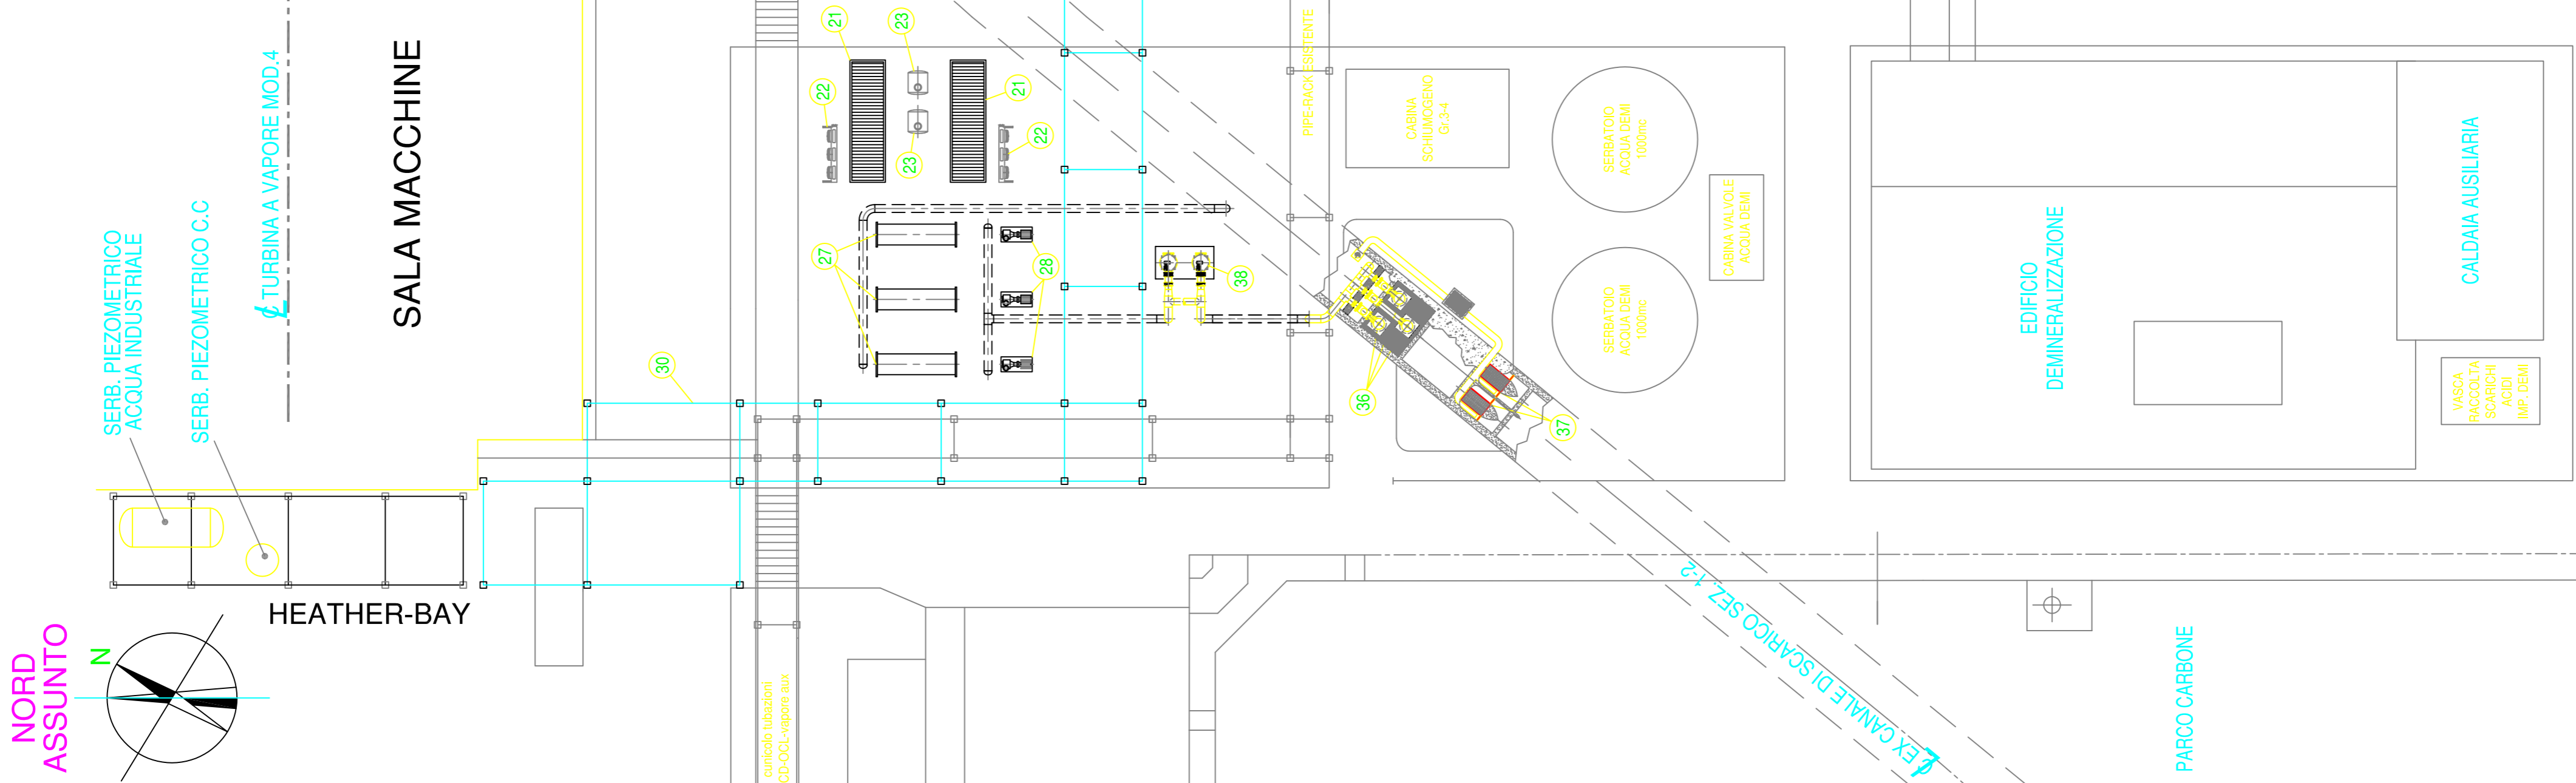 SERB. PIEZOMETRICO
ACQUA INDUSTRIALE
SERB. PIEZOMETRICO C.C
℄ TURBINA A VAPORE MOD.4
SALA MACCHINE
HEATHER-BAY
NORD
ASSUNTO
N
30
21
22
23
23
21
22
27
28
38
36
37
PIPE-RACK ESISTENTE
CABINA
SCHIUMOGENO
Gr.3-4
SERBATOIO
ACQUA DEMI
1000mc
SERBATOIO
ACQUA DEMI
1000mc
CABINA VALVOLE
ACQUA DEMI
EDIFICIO
DEMINERALIZZAZIONE
CALDAIA AUSILIARIA
VASCA
RACCOLTA
SCARICHI
ACIDI
IMP. DEMI
cunicolo tubazioni
CD-OCL-vapore aux
℄ EX CANALE DI SCARICO SEZ. 1-2
PARCO CARBONE